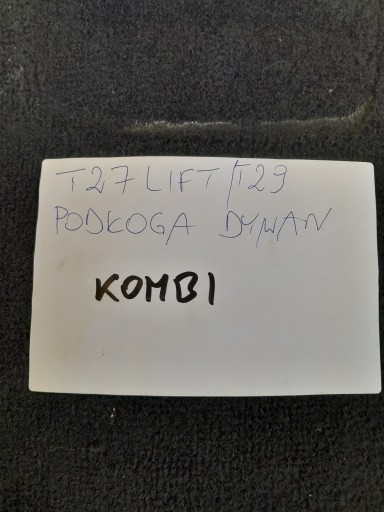 T27 LIFT/T29
PODŁOGA DYWAN
KOMBI